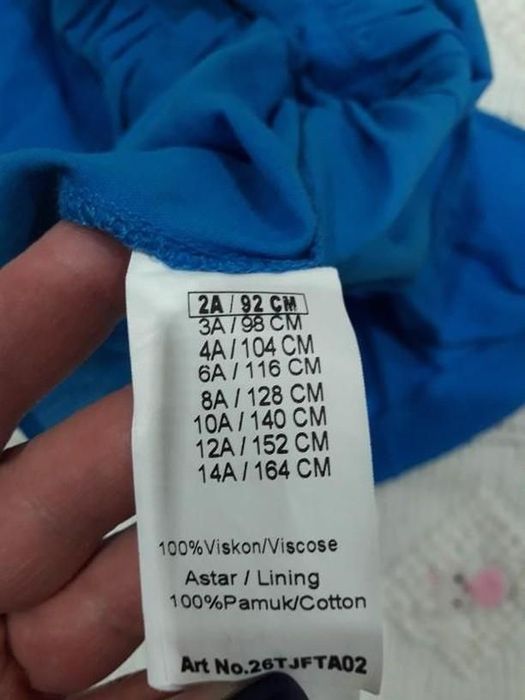 2A / 92 CM
3A / 98 CM
4A / 104 CM
6A / 116 CM
8A / 128 CM
10A / 140 CM
12A / 152 CM
14A / 164 CM
100%Viskon/Viscose
Astar / Lining
100%Pamuk/Cotton
Art No.26TJFTA02